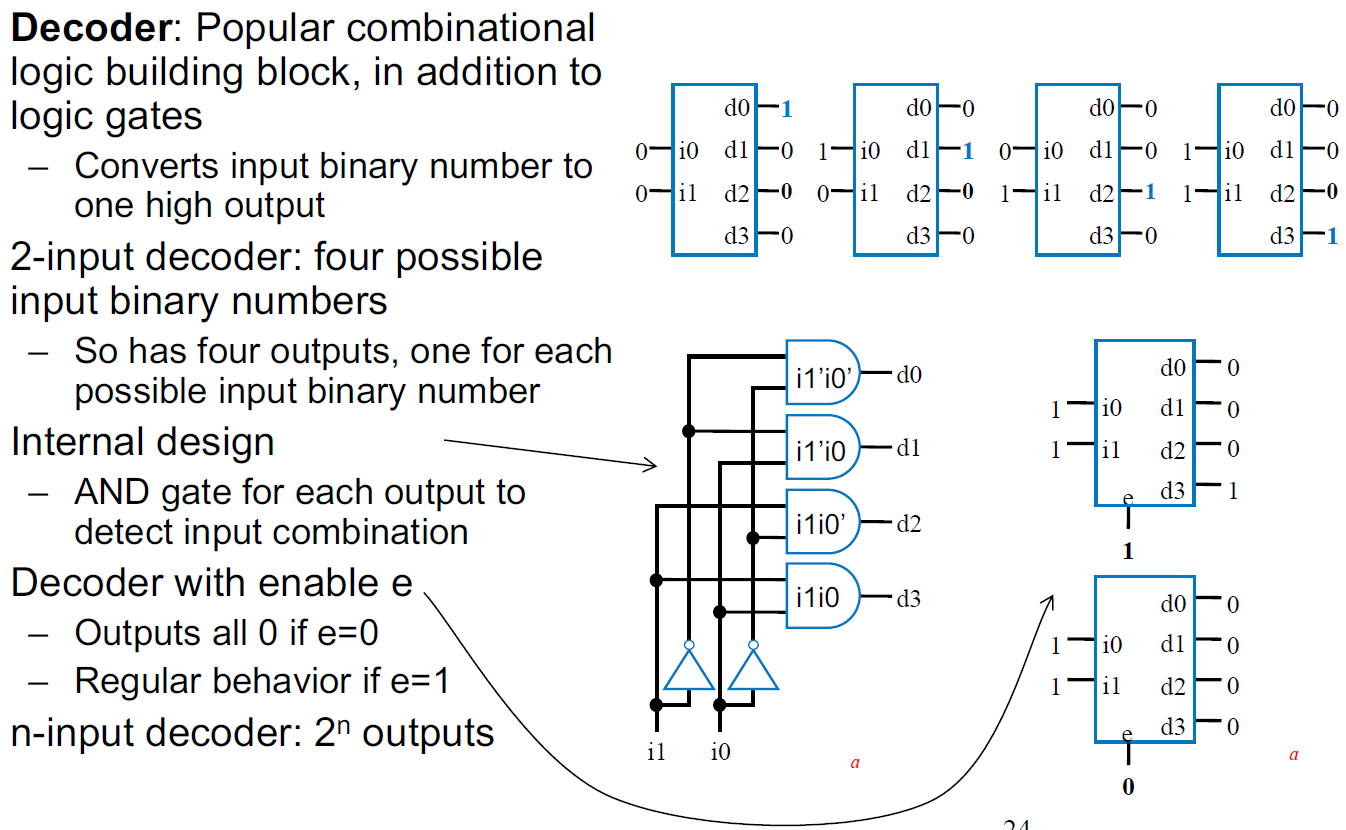 Decoder: Popular combinational
logic building block, in addition to
logic gates
– Converts input binary number to
one high output
2-input decoder: four possible
input binary numbers
– So has four outputs, one for each
possible input binary number
Internal design
– AND gate for each output to
detect input combination
Decoder with enable e
– Outputs all 0 if e=0
– Regular behavior if e=1
n-input decoder: 2ⁿ outputs
d0 1
0 i0 d1 0
0 i1 d2 0
d3 0
d0 0
1 i0 d1 1
0 i1 d2 0
d3 0
d0 0
0 i0 d1 0
1 i1 d2 1
d3 0
d0 0
1 i0 d1 0
1 i1 d2 0
d3 1
i1’i0’ d0
i1’i0 d1
i1i0’ d2
i1i0 d3
i1 i0
a
d0 0
1 i0 d1 0
1 i1 d2 0
e d3 1
1
d0 0
1 i0 d1 0
1 i1 d2 0
e d3 0
0
a
24